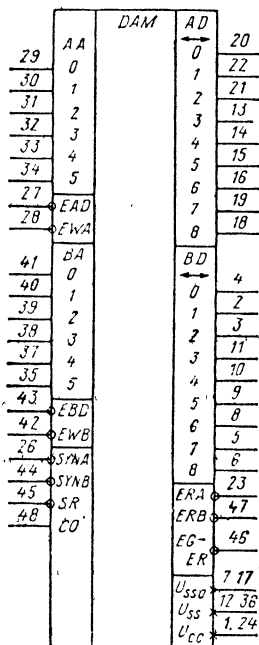 DAM
AA
29 0
30 1
31 2
32 3
33 4
34 5
27 EAD
28 EWA
BA
41 0
40 1
39 2
38 3
37 4
35 5
43 EBD
42 EWB
26 SYNA
44 SYNB
45 SR
48 CO
AD
0 20
1 22
2 21
3 13
4 14
5 15
6 16
7 19
8 18
BD
0 4
1 2
2 3
3 11
4 10
5 9
6 8
7 5
8 6
ERA 23
ERB 47
EG-
ER 46
Usso 7 17
Uss 12 36
Ucc 1.24